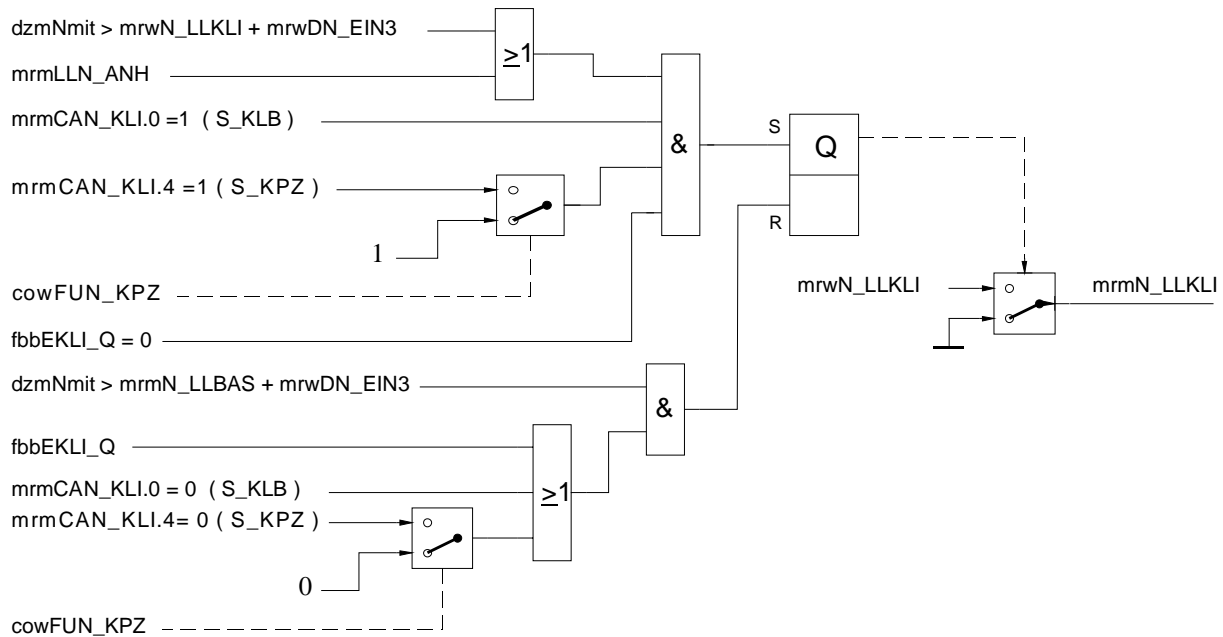 dzmNmit > mrwN_LLKLI + mrwDN_EIN3
≥1
mrmLLN_ANH
mrmCAN_KLI.0 =1 ( S_KLB )
&
S
Q
mrmCAN_KLI.4 =1 ( S_KPZ )
R
1
cowFUN_KPZ
mrwN_LLKLI
mrmN_LLKLI
fbbEKLI_Q = 0
dzmNmit > mrmN_LLBAS + mrwDN_EIN3
&
fbbEKLI_Q
mrmCAN_KLI.0 = 0 ( S_KLB )
≥1
mrmCAN_KLI.4= 0 ( S_KPZ )
0
cowFUN_KPZ